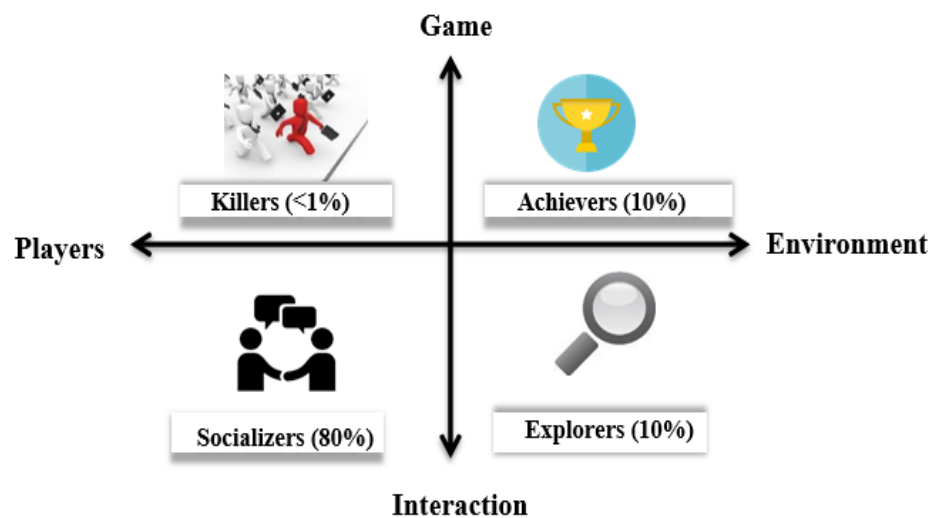 Game
Killers (<1%)
Achievers (10%)
Players
Environment
Socializers (80%)
Explorers (10%)
Interaction